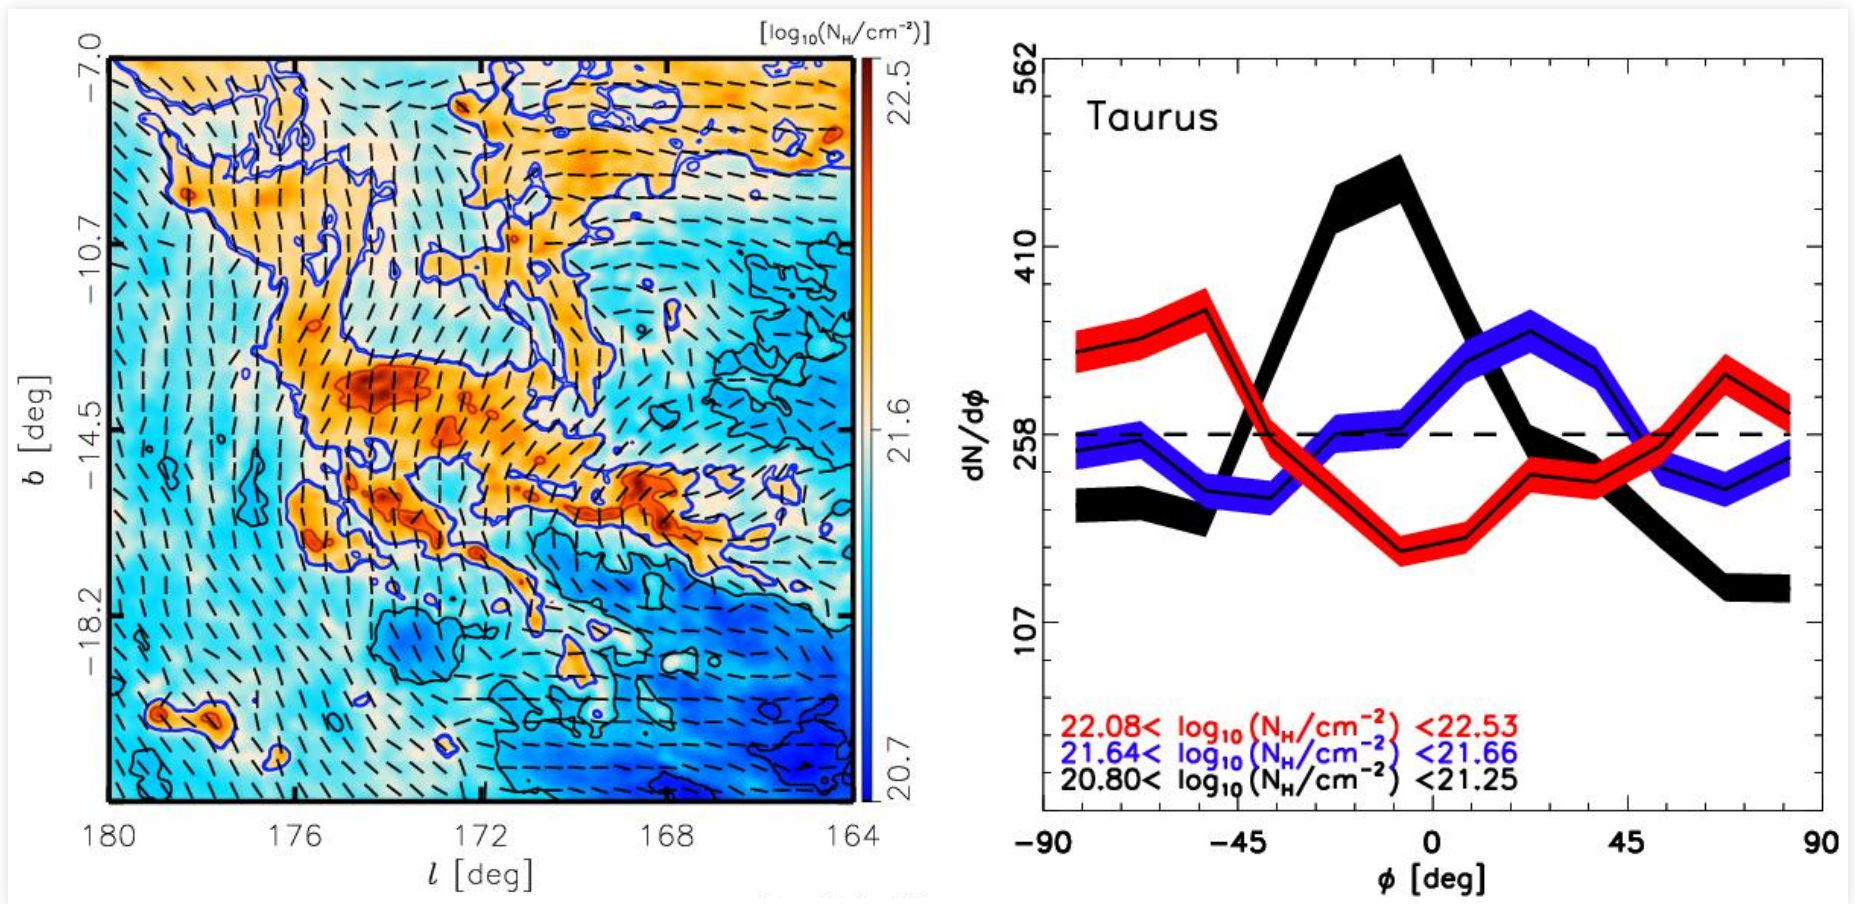 [log₁₀(N_H/cm⁻²)]
−7.0
−10.7
−14.5
−18.2
b [deg]
180 176 172 168 164
l [deg]
22.5
21.6
20.7
562
410
258
107
dN/dϕ
Taurus
22.08< log₁₀(N_H/cm⁻²) <22.53
21.64< log₁₀(N_H/cm⁻²) <21.66
20.80< log₁₀(N_H/cm⁻²) <21.25
−90 −45 0 45 90
ϕ [deg]